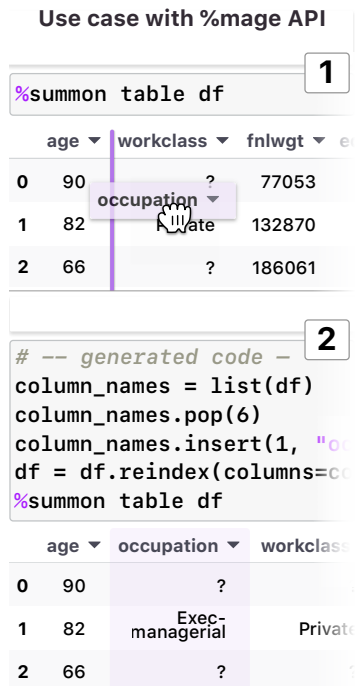 Use case with %mage API
1
%summon table df
age workclass fnlwgt
0 90 ? 77053
occupation
1 82 132870
2 66 ? 186061
2
# -- generated code —
column_names = list(df)
column_names.pop(6)
column_names.insert(1, "oc
df = df.reindex(columns=co
%summon table df
age occupation workclass
0 90 ?
1 82 Exec-
managerial Private
2 66 ?